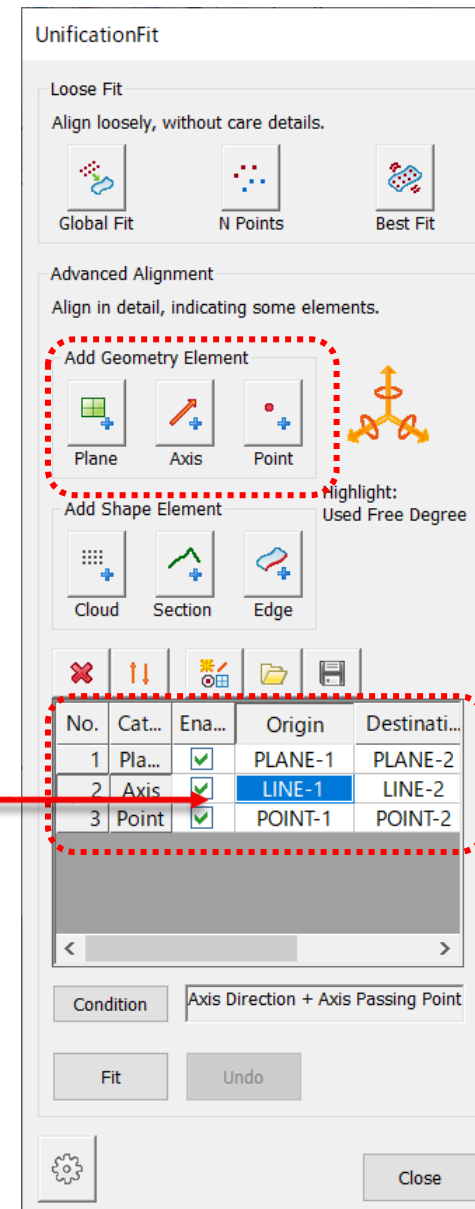 UnificationFit
Loose Fit
Align loosely, without care details.
Global Fit N Points Best Fit
Advanced Alignment
Align in detail, indicating some elements.
Add Geometry Element
Plane Axis Point
Highlight:
Used Free Degree
Add Shape Element
Cloud Section Edge
No. Cat... Ena... Origin Destinati...
1 Pla... PLANE-1 PLANE-2
2 Axis LINE-1 LINE-2
3 Point POINT-1 POINT-2
Condition Axis Direction + Axis Passing Point
Fit Undo
Close